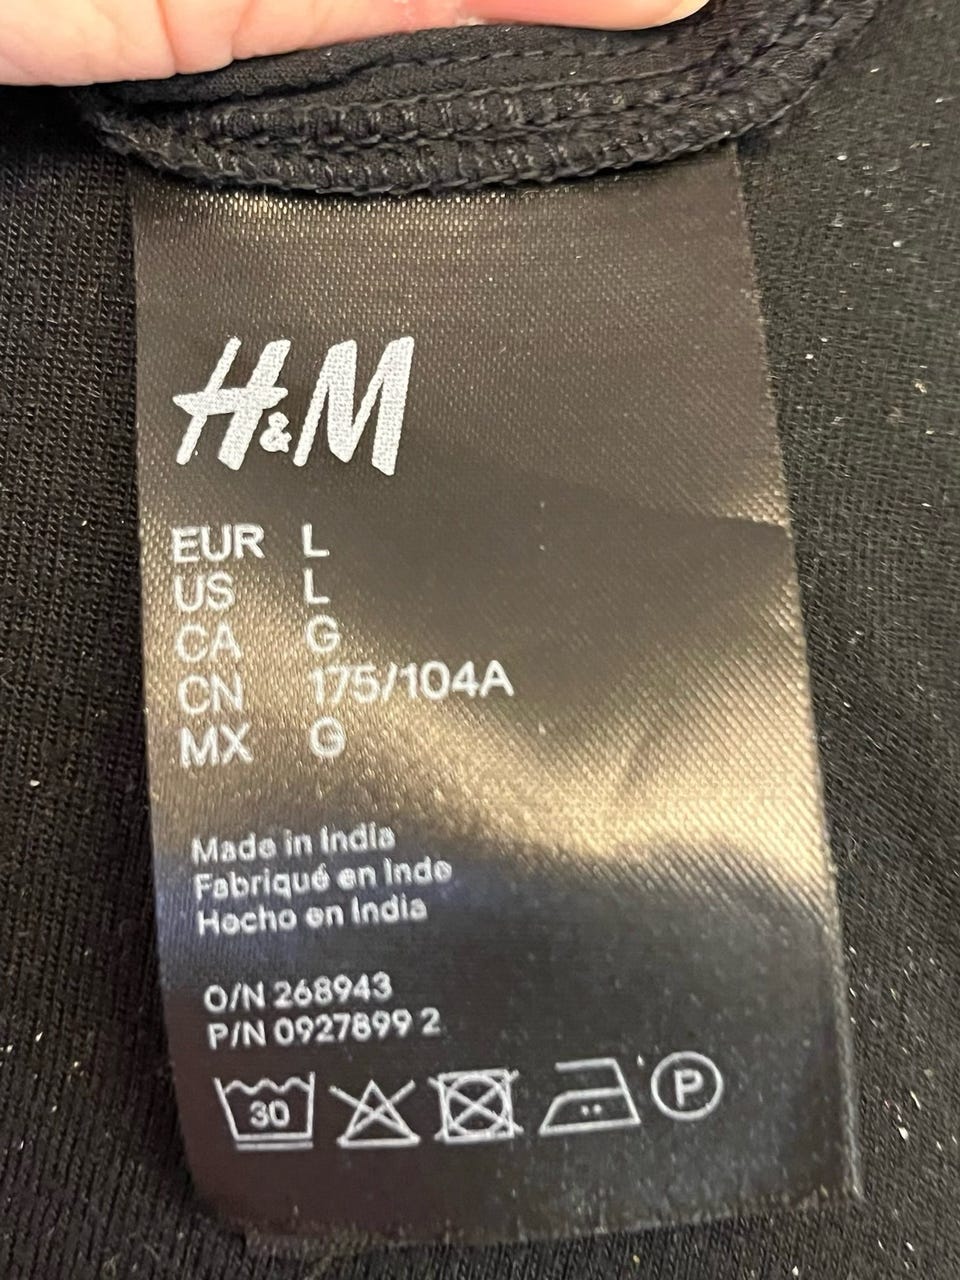 H&M
EUR L
US L
CA G
CN 175/104A
MX G
Made in India
Fabriqué en Inde
Hecho en India
O/N 268943
P/N 0927899 2
30
P